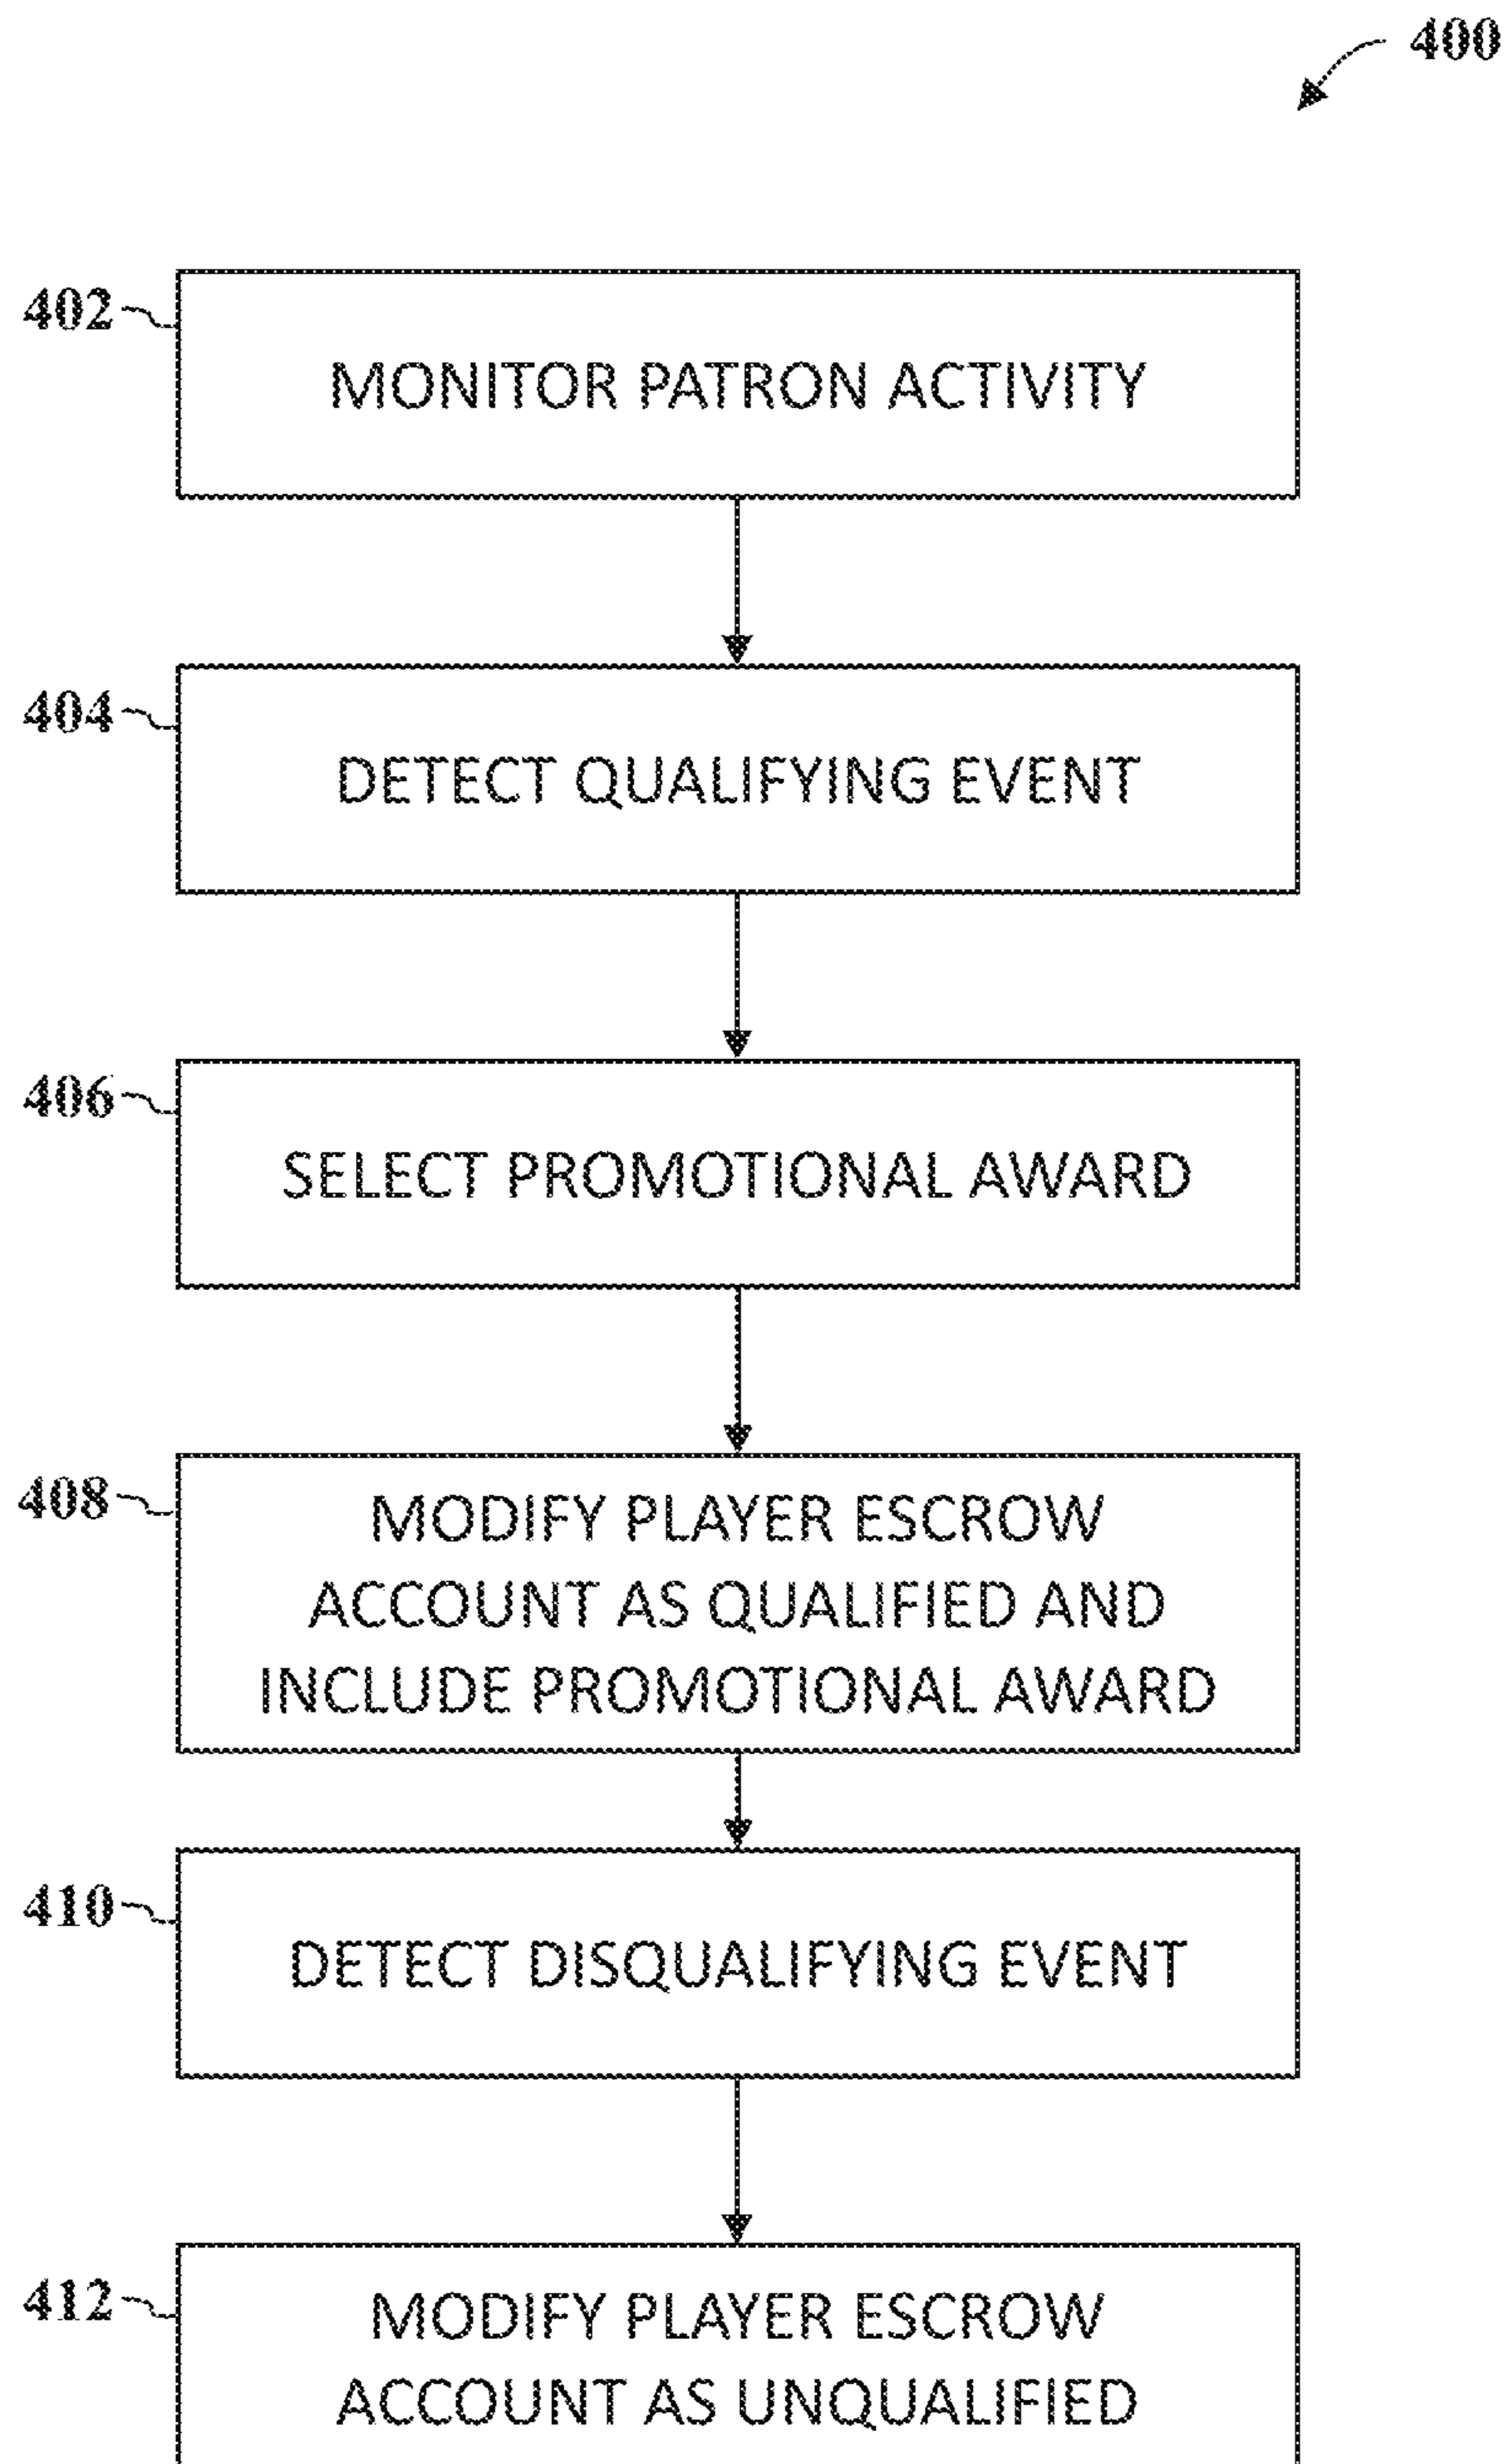 400
402
MONITOR PATRON ACTIVITY
404
DETECT QUALIFYING EVENT
406
SELECT PROMOTIONAL AWARD
408
MODIFY PLAYER ESCROW
ACCOUNT AS QUALIFIED AND
INCLUDE PROMOTIONAL AWARD
410
DETECT DISQUALIFYING EVENT
412
MODIFY PLAYER ESCROW
ACCOUNT AS UNQUALIFIED